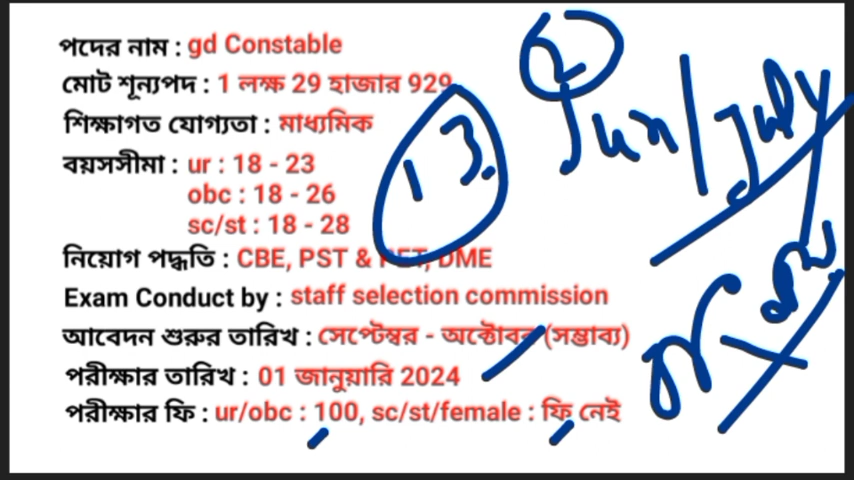 পদের নাম : gd Constable
মোট শূন্যপদ : 1 লক্ষ 29 হাজার 929
শিক্ষাগত যোগ্যতা : মাধ্যমিক
বয়সসীমা : ur : 18 - 23
obc : 18 - 26
sc/st : 18 - 28
নিয়োগ পদ্ধতি : CBE, PST & PET, DME
Exam Conduct by : staff selection commission
আবেদন শুরুর তারিখ : সেপ্টেম্বর - অক্টোবর (সম্ভাব্য)
পরীক্ষার তারিখ : 01 জানুয়ারি 2024
পরীক্ষার ফি : ur/obc : 100, sc/st/female : ফি নেই
2
13.
Jun/July